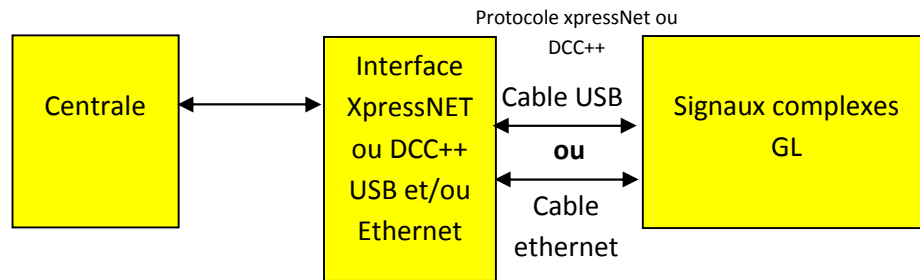 Protocole xpressNet ou
DCC++
Centrale
Interface
XpressNET
ou DCC++
USB et/ou
Ethernet
Cable USB
ou
Cable
ethernet
Signaux complexes
GL